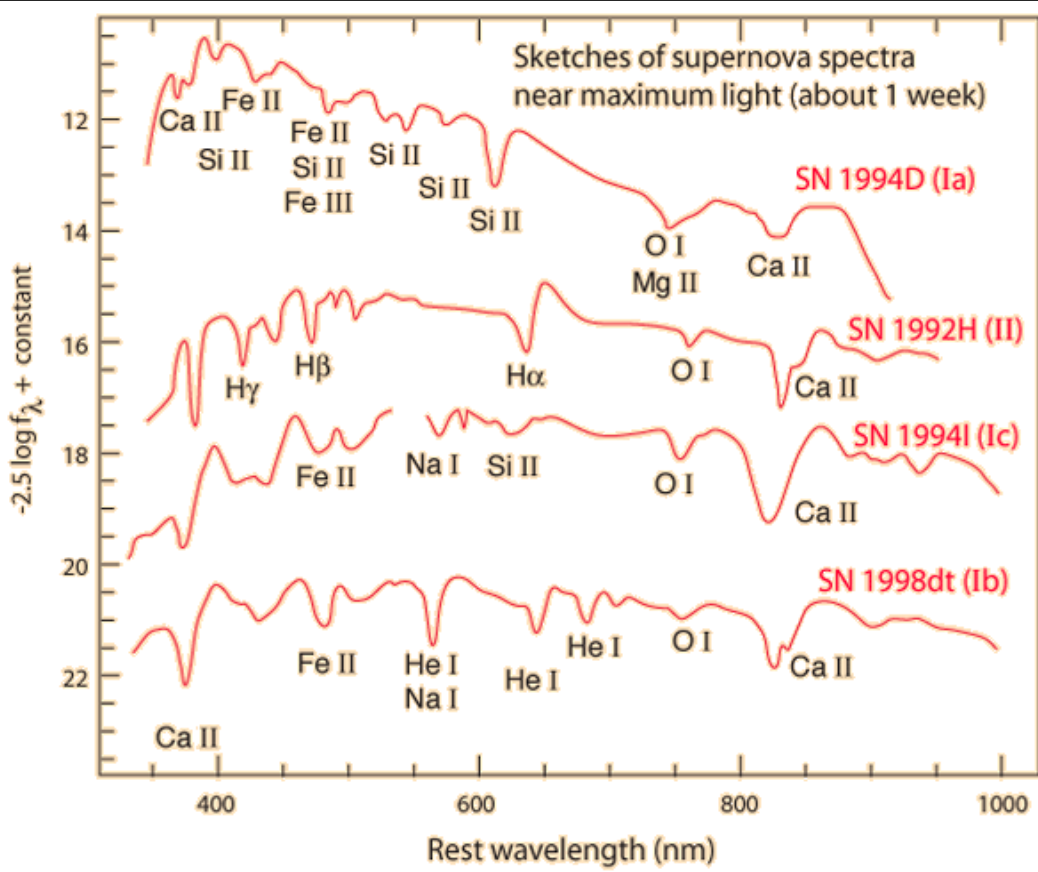 Sketches of supernova spectra
near maximum light (about 1 week)
12
14
16
18
20
22
-2.5 log fλ + constant
Ca II
Fe II
Si II
Fe II
Si II
Fe III
Si II
Si II
Si II
O I
Mg II
Ca II
SN 1994D (Ia)
Hγ
Hβ
Hα
O I
Ca II
SN 1992H (II)
Fe II
Na I
Si II
O I
Ca II
SN 1994I (Ic)
Ca II
Fe II
He I
Na I
He I
He I
O I
Ca II
SN 1998dt (Ib)
400
600
800
1000
Rest wavelength (nm)